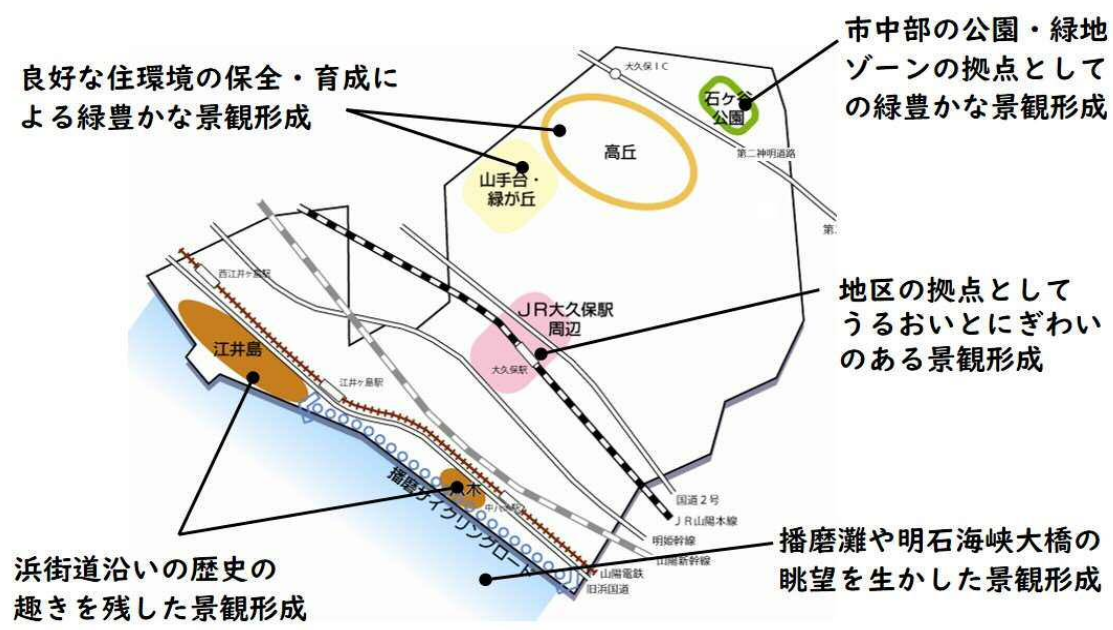 市中部の公園・緑地
ゾーンの拠点として
の緑豊かな景観形成
良好な住環境の保全・育成に
よる緑豊かな景観形成
大久保IC
石ケ谷
公園
高丘
第二神明道路
山手台・
緑が丘
第二
西江井ヶ島駅
江井島
JR大久保駅
周辺
大久保駅
地区の拠点として
うるおいとにぎわい
のある景観形成
江井ヶ島駅
八木
中八木駅
播磨サイクリングロード
国道2号
JR山陽本線
明姫幹線
山陽新幹線
山陽電鉄
旧浜国道
浜街道沿いの歴史の
趣きを残した景観形成
播磨灘や明石海峡大橋の
眺望を生かした景観形成